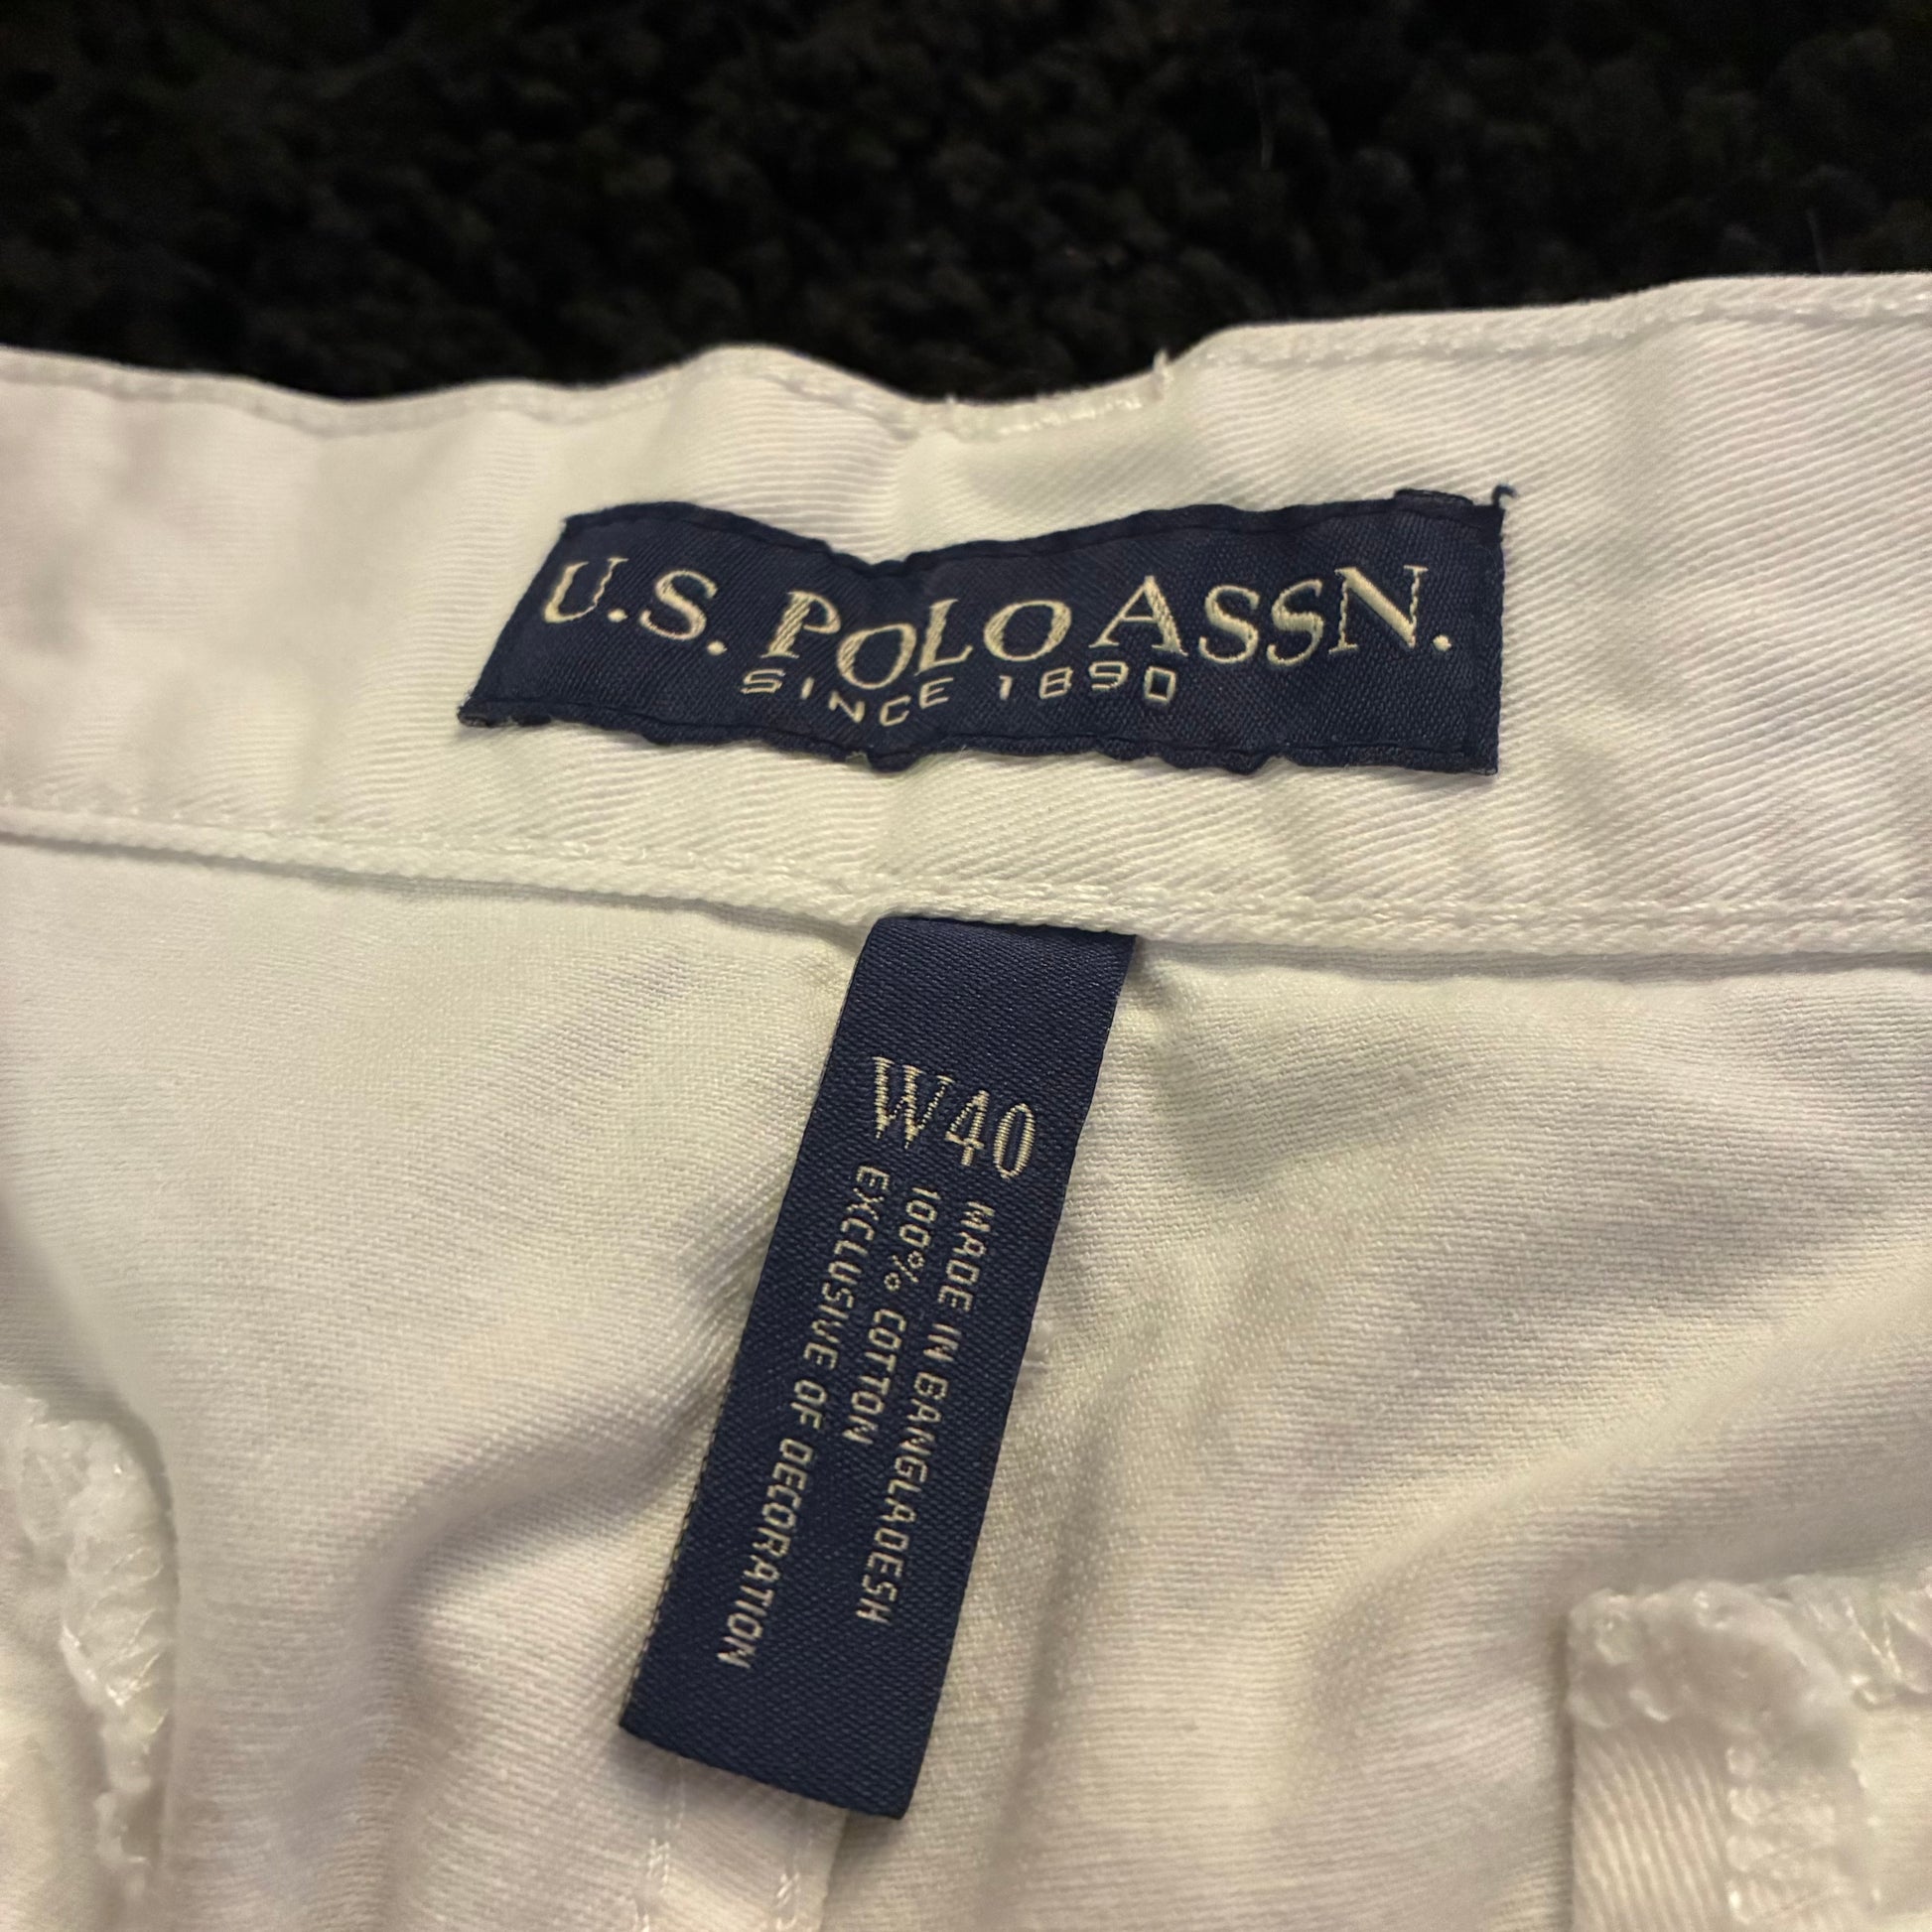 U.S. POLO ASSN.
SINCE 1890
W40
MADE IN BANGLADESH
100% COTTON
EXCLUSIVE OF DECORATION